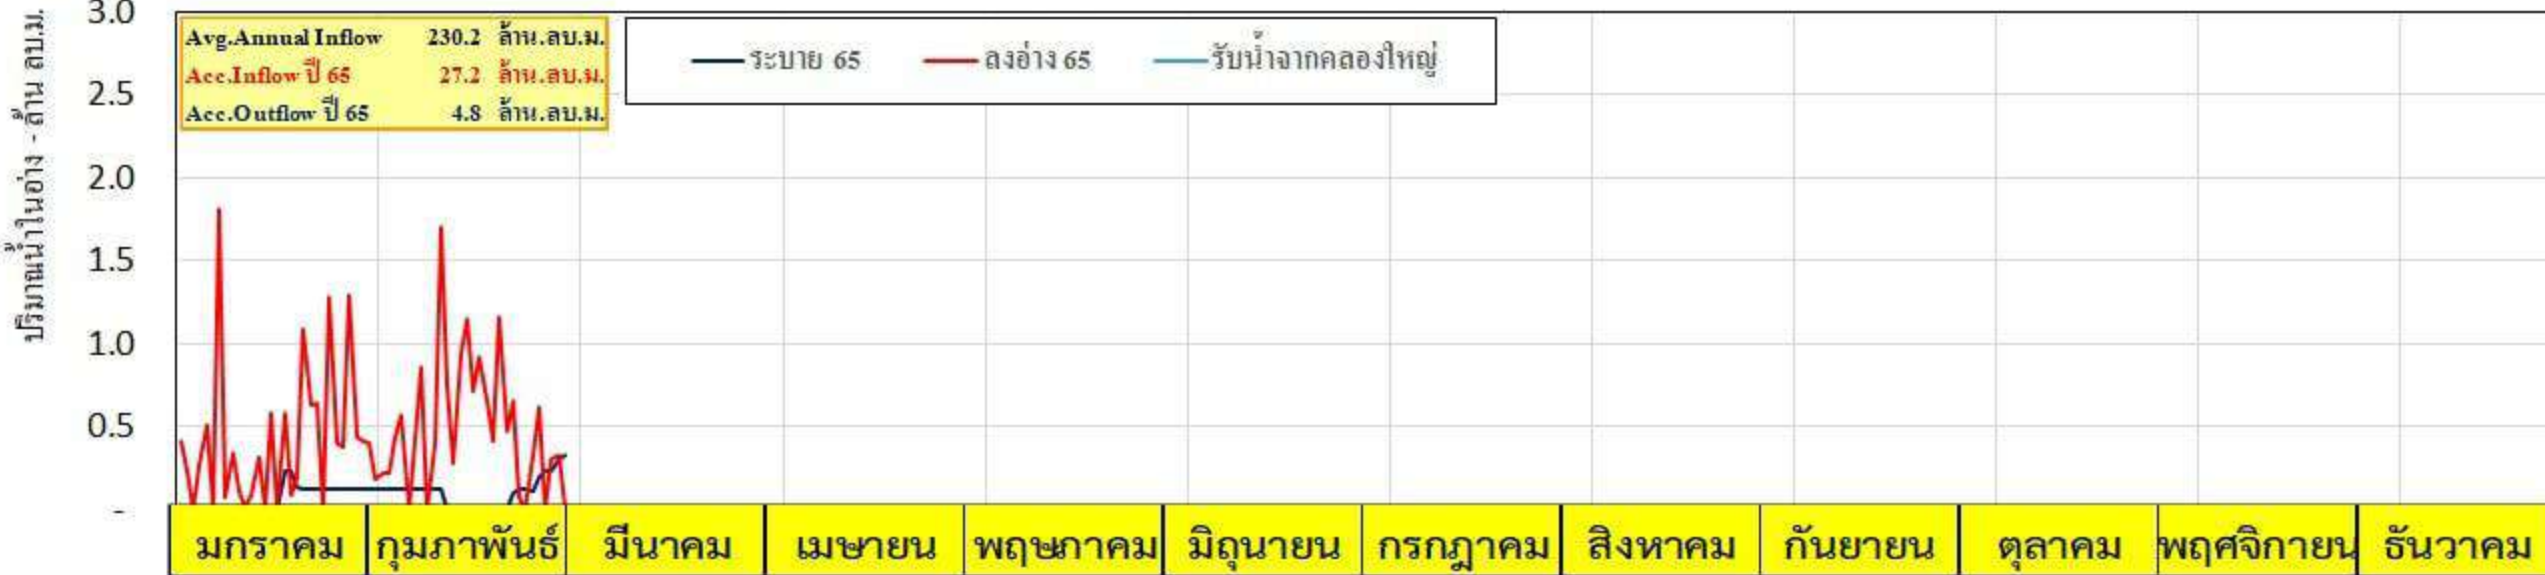 ปริมาณน้ำในอ่าง - ล้าน ลบ.ม.
3.0
2.5
2.0
1.5
1.0
0.5
-
Avg.Annual Inflow 230.2 ล้าน.ลบ.ม.
Acc.Inflow ปี 65 27.2 ล้าน.ลบ.ม.
Acc.Outflow ปี 65 4.8 ล้าน.ลบ.ม.
ระบาย 65 ลงอ่าง 65 รับน้ำจากคลองใหญ่
มกราคม กุมภาพันธ์ มีนาคม เมษายน พฤษภาคม มิถุนายน กรกฎาคม สิงหาคม กันยายน ตุลาคม พฤศจิกายน ธันวาคม